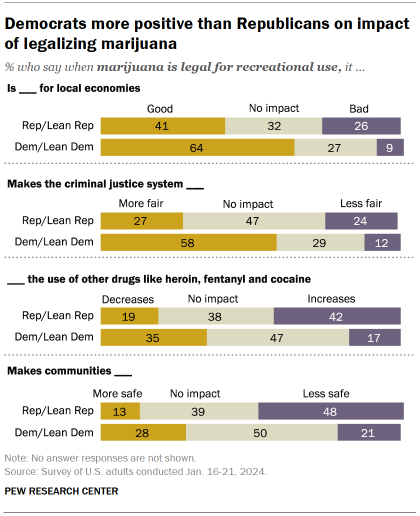 Democrats more positive than Republicans on impact
of legalizing marijuana
% who say when marijuana is legal for recreational use, it ...
Is ___ for local economies
Good No impact Bad
Rep/Lean Rep 41 32 26
Dem/Lean Dem 64 27 9
Makes the criminal justice system ___
More fair No impact Less fair
Rep/Lean Rep 27 47 24
Dem/Lean Dem 58 29 12
___ the use of other drugs like heroin, fentanyl and cocaine
Decreases No impact Increases
Rep/Lean Rep 19 38 42
Dem/Lean Dem 35 47 17
Makes communities ___
More safe No impact Less safe
Rep/Lean Rep 13 39 48
Dem/Lean Dem 28 50 21
Note: No answer responses are not shown.
Source: Survey of U.S. adults conducted Jan. 16-21, 2024.
PEW RESEARCH CENTER